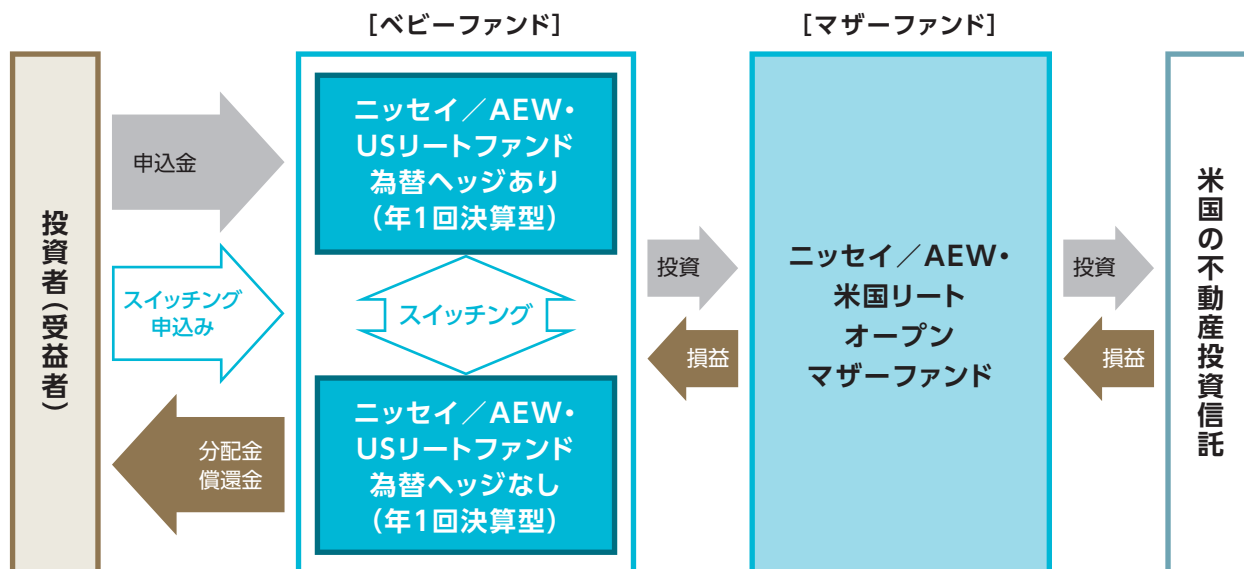 ［ベビーファンド］
［マザーファンド］
投資者（受益者）
申込金
スイッチング
申込み
分配金
償還金
ニッセイ／AEW・
USリートファンド
為替ヘッジあり
（年1回決算型）
スイッチング
ニッセイ／AEW・
USリートファンド
為替ヘッジなし
（年1回決算型）
投資
損益
ニッセイ／AEW・
米国リート
オープン
マザーファンド
投資
損益
米国の不動産投資信託